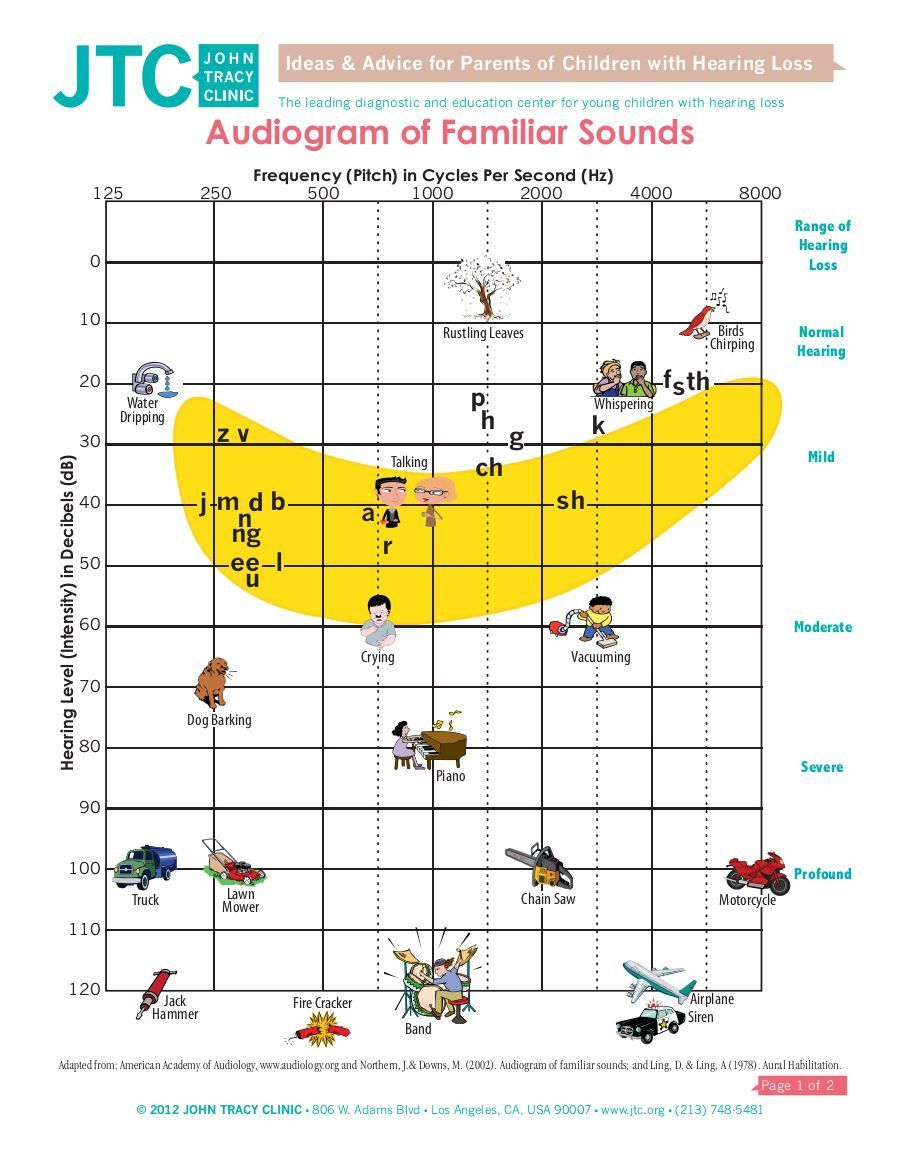 JTC JOHN
TRACY
CLINIC
Ideas & Advice for Parents of Children with Hearing Loss
The leading diagnostic and education center for young children with hearing loss
Audiogram of Familiar Sounds
Frequency (Pitch) in Cycles Per Second (Hz)
125 250 500 1000 2000 4000 8000
Range of
Hearing
Loss
0
Rustling Leaves
10
Birds
Chirping
Normal
Hearing
20
Water
Dripping
Whispering
f s th
p
h
g
k
z v
30
Talking
ch
Mild
Hearing Level (Intensity) in Decibels (dB)
40
j m d b
n
ng
a
r
sh
50
ee l
u
60
Crying
Vacuuming
Moderate
70
Dog Barking
80
Piano
Severe
90
100
Truck
Lawn
Mower
Chain Saw
Motorcycle
Profound
110
120
Jack
Hammer
Fire Cracker
Band
Airplane
Siren
Adapted from: American Academy of Audiology, www.audiology.org and Northern, J.& Downs, M. (2002). Audiogram of familiar sounds; and Ling, D. & Ling, A (1978). Aural Habilitation.
Page 1 of 2
© 2012 JOHN TRACY CLINIC • 806 W. Adams Blvd • Los Angeles, CA, USA 90007 • www.jtc.org • (213) 748-5481